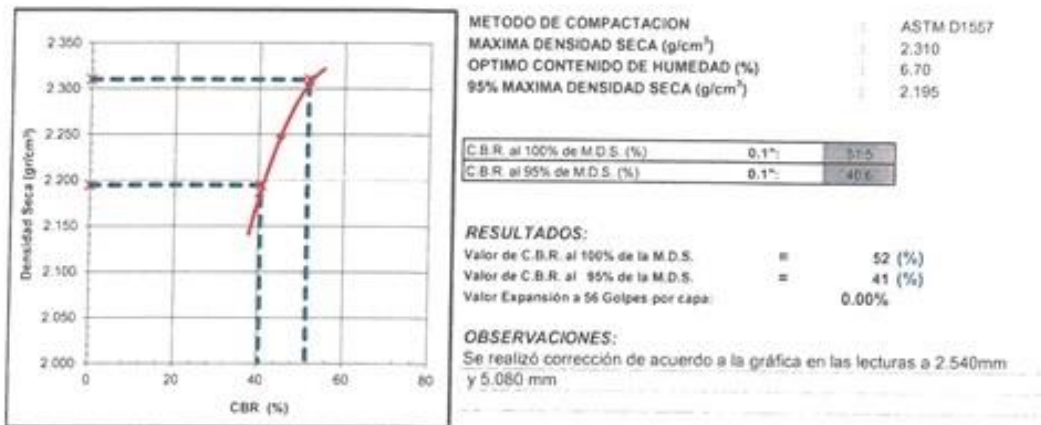 METODO DE COMPACTACION : ASTM D1557
MAXIMA DENSIDAD SECA (g/cm³) : 2.310
OPTIMO CONTENIDO DE HUMEDAD (%) : 6.70
95% MAXIMA DENSIDAD SECA (g/cm³) : 2.195
C.B.R. al 100% de M.D.S. (%) 0.1": 51.5
C.B.R. al 95% de M.D.S. (%) 0.1": 40.6
RESULTADOS:
Valor de C.B.R. al 100% de la M.D.S. = 52 (%)
Valor de C.B.R. al 95% de la M.D.S. = 41 (%)
Valor Expansión a 56 Golpes por capa: 0.00%
OBSERVACIONES:
Se realizó corrección de acuerdo a la gráfica en las lecturas a 2.540mm
y 5.080 mm
Densidad Seca (gr/cm³)
2.350
2.300
2.250
2.200
2.150
2.100
2.050
2.000
0 20 40 60 80
CBR (%)